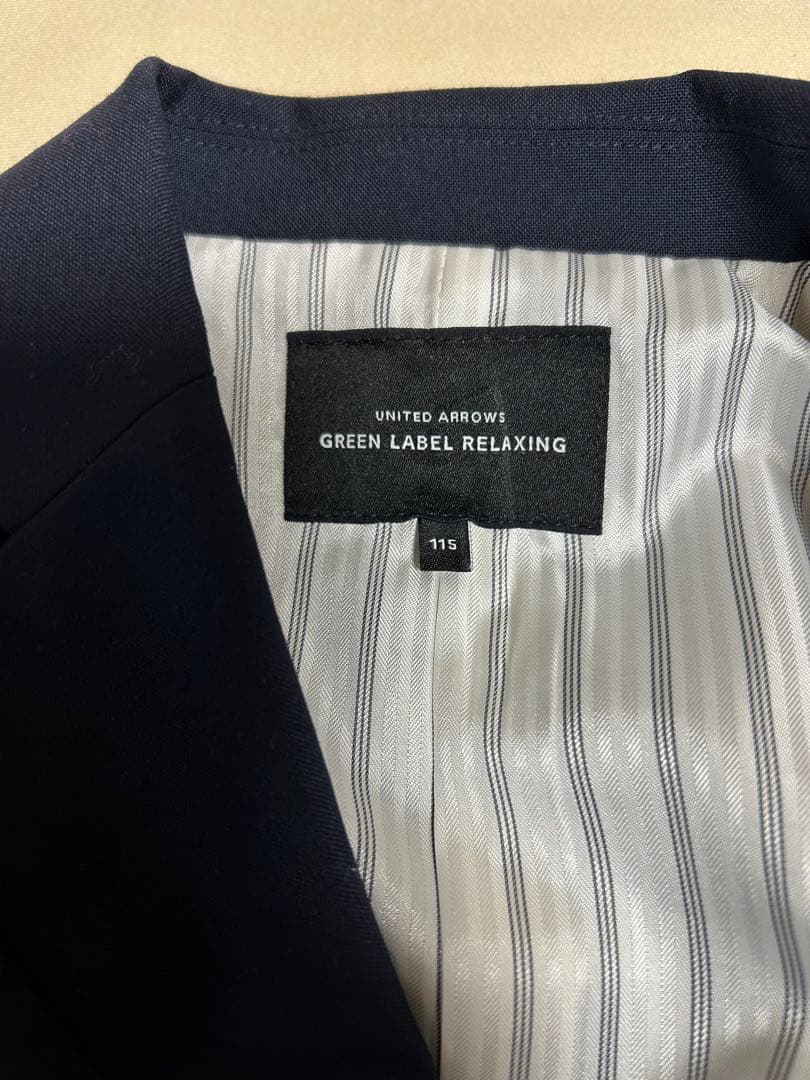 UNITED ARROWS
GREEN LABEL RELAXING
115